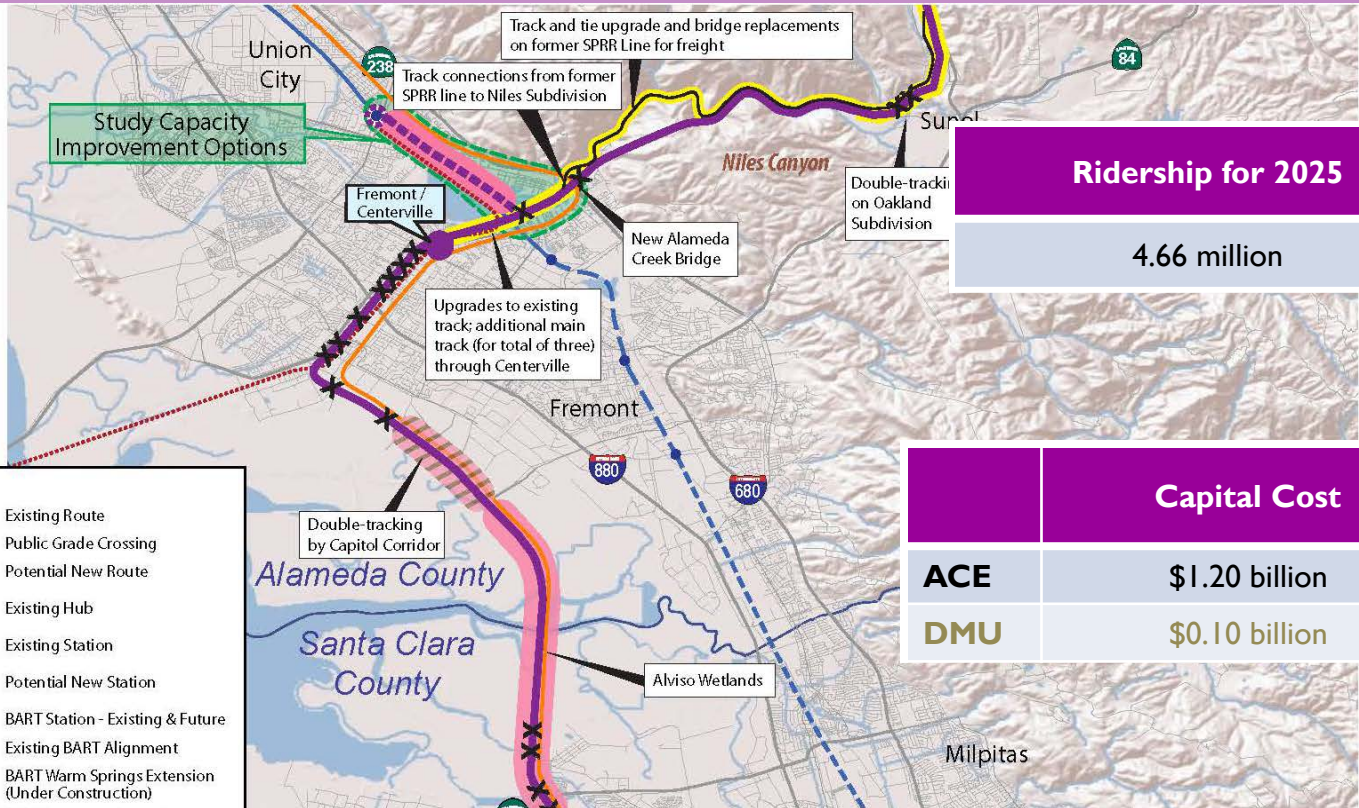 Track and tie upgrade and bridge replacements
on former SPRR Line for freight
Union
City
238
84
Track connections from former
SPRR line to Niles Subdivision
Study Capacity
Improvement Options
Niles Canyon
Fremont /
Centerville
on Oakland
Subdivision
New Alameda
Creek Bridge
Upgrades to existing
track; additional main
track (for total of three)
through Centerville
Fremont
880
680
Double-tracking
by Capitol Corridor
Alameda County
Santa Clara
County
Alviso Wetlands
Milpitas
Ridership for 2025
4.66 million
Capital Cost
ACE $1.20 billion
DMU $0.10 billion
Existing Route
Public Grade Crossing
Potential New Route
Existing Hub
Existing Station
Potential New Station
BART Station - Existing & Future
Existing BART Alignment
BART Warm Springs Extension
(Under Construction)